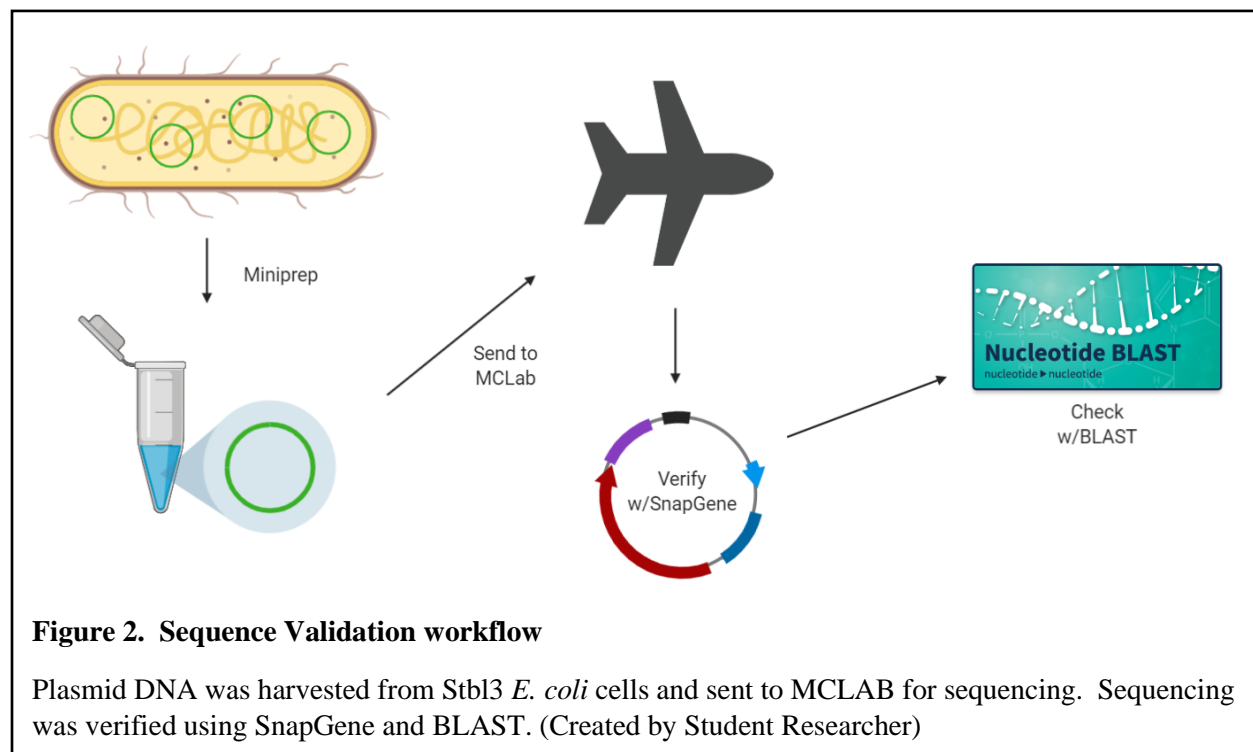 Miniprep
Send to
MCLab
Verify
w/SnapGene
Nucleotide BLAST
nucleotide ▶ nucleotide
Check
w/BLAST
Figure 2.  Sequence Validation workflow
Plasmid DNA was harvested from Stbl3 E. coli cells and sent to MCLAB for sequencing.  Sequencing
was verified using SnapGene and BLAST. (Created by Student Researcher)